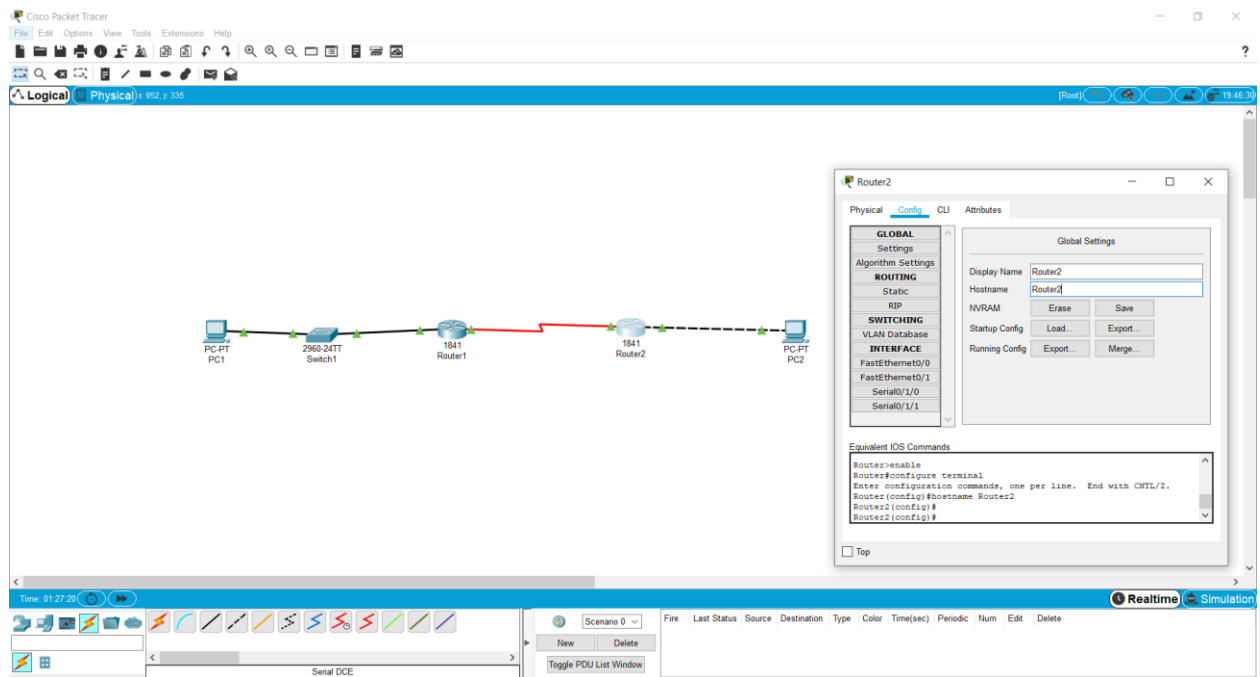 Cisco Packet Tracer
File Edit Options View Tools Extensions Help
?
Logical Physical x: 952, y: 335 [Root] 19:46:30
PC-PT
PC1
2960-24TT
Switch1
1841
Router1
1841
Router2
PC-PT
PC2
Router2
Physical Config CLI Attributes
GLOBAL
Settings
Algorithm Settings
ROUTING
Static
RIP
SWITCHING
VLAN Database
INTERFACE
FastEthernet0/0
FastEthernet0/1
Serial0/1/0
Serial0/1/1
Global Settings
Display Name Router2
Hostname Router2
NVRAM Erase Save
Startup Config Load... Export...
Running Config Export... Merge...
Equivalent IOS Commands
Router>enable
Router#configure terminal
Enter configuration commands, one per line. End with CNTL/Z.
Router(config)#hostname Router2
Router2(config)#
Router2(config)#
Top
Time: 01:27:20 Realtime Simulation
Serial DCE
Scenario 0
New Delete
Toggle PDU List Window
Fire Last Status Source Destination Type Color Time(sec) Periodic Num Edit Delete